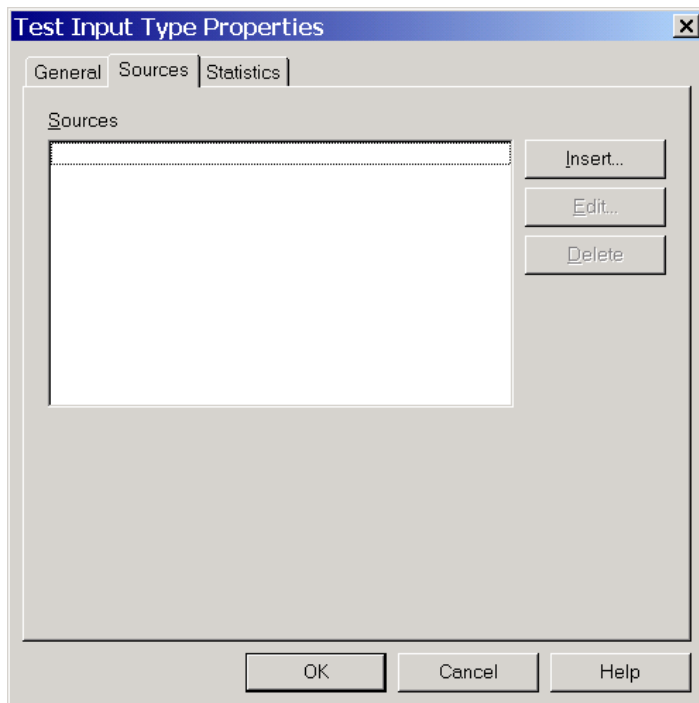 Test Input Type Properties
General Sources Statistics
Sources
Insert...
Edit...
Delete
OK Cancel Help